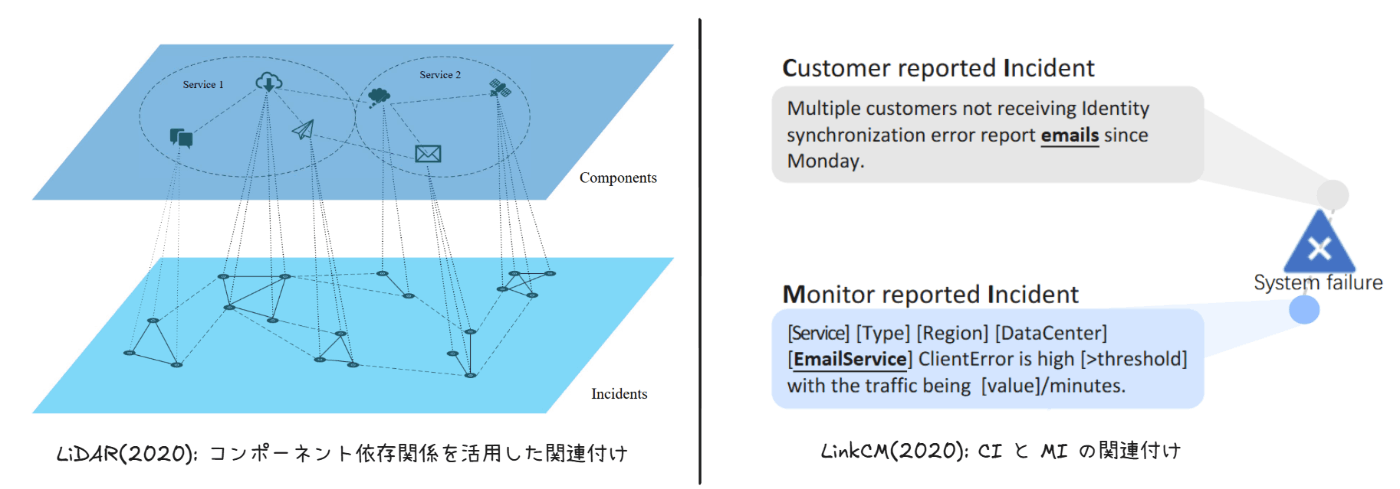 Service 1
Service 2
Components
Incidents
LiDAR(2020): コンポーネント依存関係を活用した関連付け
Customer reported Incident
Multiple customers not receiving Identity
synchronization error report emails since
Monday.
System failure
Monitor reported Incident
[Service] [Type] [Region] [DataCenter]
[EmailService] ClientError is high [>threshold]
with the traffic being [value]/minutes.
LinkCM(2020): CI と MI の関連付け